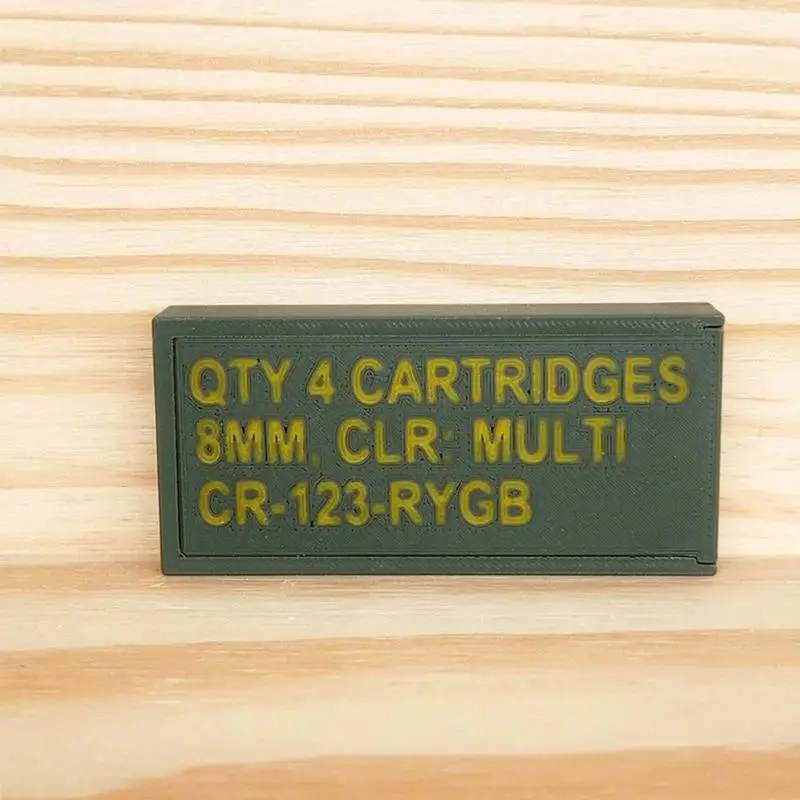 QTY 4 CARTRIDGES
8MM, CLR: MULTI
CR-123-RYGB